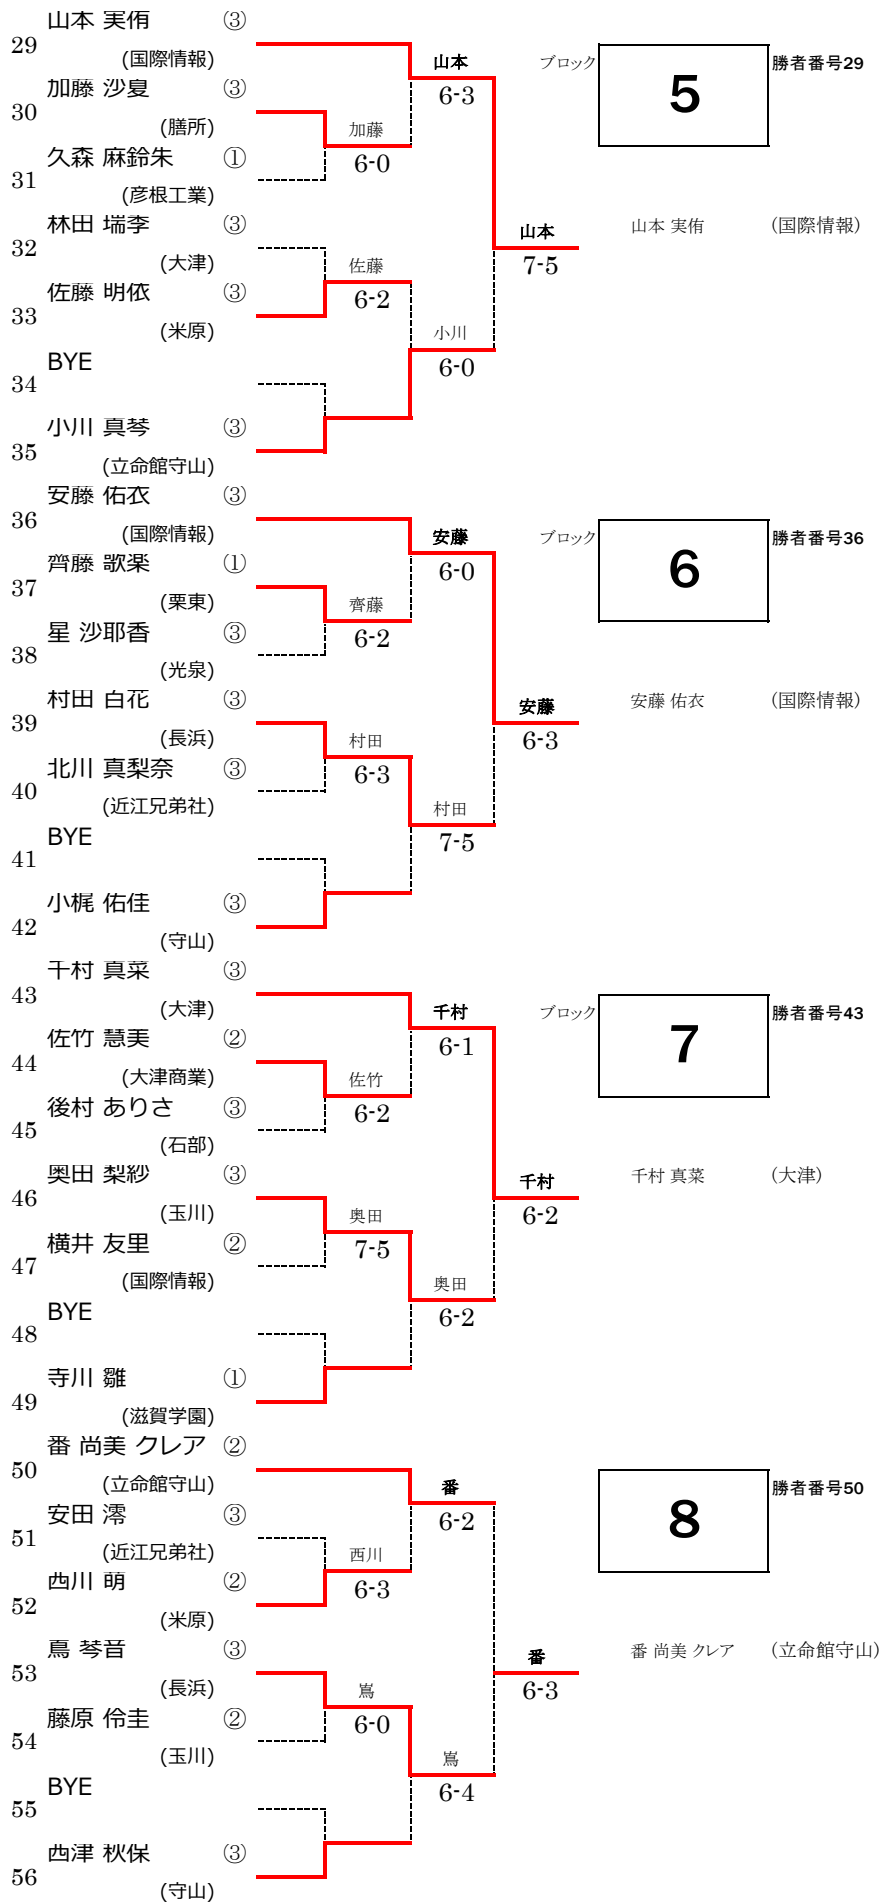 山本 実侑 ③
29
(国際情報)
山本
6-3
ブロック
5
勝者番号29
加藤 沙夏 ③
30
(膳所)
加藤
6-0
久森 麻鈴朱 ①
31
(彦根工業)
林田 瑞季 ③
32
(大津)
山本
7-5
山本 実侑 (国際情報)
佐藤
6-2
佐藤 明依 ③
33
(米原)
小川
6-0
BYE
34
小川 真琴 ③
35
(立命館守山)
安藤 佑衣 ③
36
(国際情報)
安藤
6-0
ブロック
6
勝者番号36
齊藤 歌楽 ①
37
(栗東)
齊藤
6-2
星 沙耶香 ③
38
(光泉)
村田 百花 ③
39
(長浜)
安藤
6-3
安藤 佑衣 (国際情報)
村田
6-3
北川 真梨奈 ③
40
(近江兄弟社)
村田
7-5
BYE
41
小梶 佑佳 ③
42
(守山)
千村 真菜 ③
43
(大津)
千村
6-1
ブロック
7
勝者番号43
佐竹 慧美 ②
44
(大津商業)
佐竹
6-2
後村 ありさ ③
45
(石部)
奥田 梨紗 ③
46
(玉川)
千村
6-2
千村 真菜 (大津)
奥田
7-5
横井 友里 ②
47
(国際情報)
奥田
6-2
BYE
48
寺川 雛 ①
49
(滋賀学園)
番 尚美 クレア ②
50
(立命館守山)
番
6-2
8
勝者番号50
安田 澪 ③
51
(近江兄弟社)
西川
6-3
西川 萌 ②
52
(米原)
嶌 琴音 ③
53
(長浜)
番
6-3
番 尚美 クレア (立命館守山)
嶌
6-0
藤原 伶圭 ②
54
(玉川)
嶌
6-4
BYE
55
西津 秋保 ③
56
(守山)